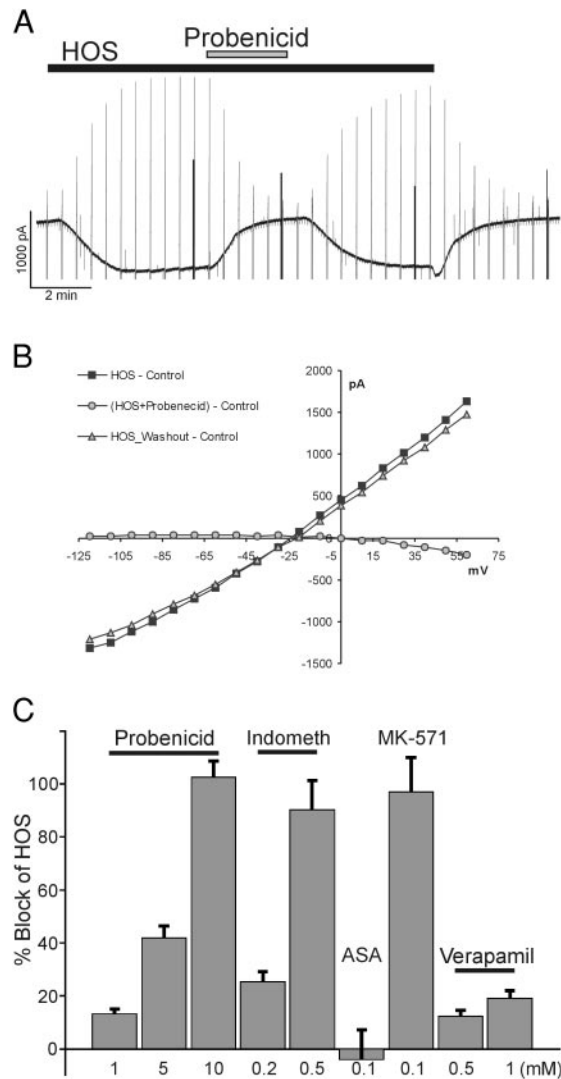 A
Probenicid
HOS
1000 pA
2 min
B
HOS - Control
(HOS+Probenecid) - Control
HOS_Washout - Control
pA
2000
1500
1000
500
0
-500
-1000
-1500
-125 -105 -85 -65 -45 -25 -5 15 35 55 75
mV
C
Probenicid Indometh MK-571
ASA
Verapamil
% Block of HOS
100
80
60
40
20
0
1 5 10 0.2 0.5 0.1 0.1 0.5 1 (mM)